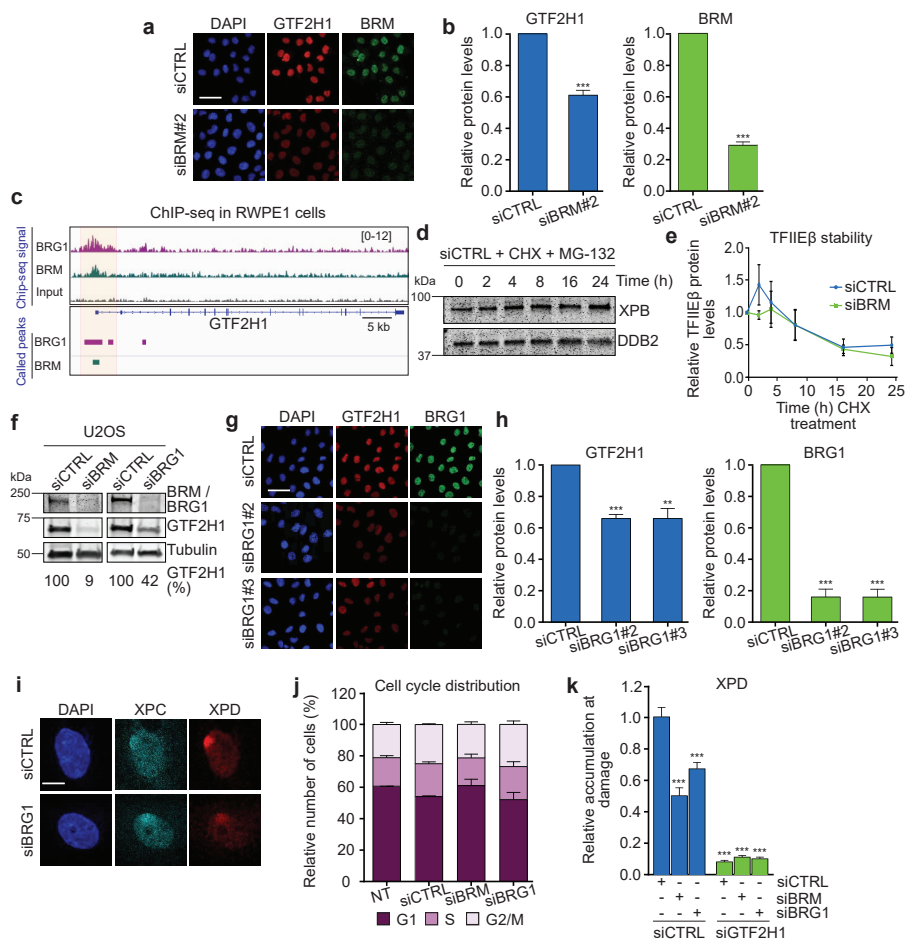 a
DAPI GTF2H1 BRM
siCTRL
siBRM#2
b
GTF2H1
Relative protein levels
1.0
0.8
0.6
0.4
0.2
0.0
***
siCTRL
siBRM#2
BRM
Relative protein levels
1.0
0.8
0.6
0.4
0.2
0.0
***
siCTRL
siBRM#2
c
ChIP-seq in RWPE1 cells
ChIP-seq signal
[0-12]
BRG1
BRM
Input
GTF2H1
5 kb
Called peaks
BRG1
BRM
d
siCTRL + CHX + MG-132
kDa 0 2 4 8 16 24 Time (h)
100
XPB
DDB2
37
e
TFIIEβ stability
Relative TFIIEβ protein
levels
2.0
1.5
1.0
0.5
0.0
siCTRL
siBRM
0 5 10 15 20 25
Time (h) CHX
treatment
f
U2OS
kDa
siCTRL siBRM siCTRL siBRG1
250
BRM /
BRG1
75
GTF2H1
50
Tubulin
100 9 100 42 GTF2H1
(%)
g
DAPI GTF2H1 BRG1
siCTRL
siBRG1#2
siBRG1#3
h
GTF2H1
Relative protein levels
1.0
0.8
0.6
0.4
0.2
0.0
*** **
siCTRL
siBRG1#2
siBRG1#3
BRG1
Relative protein levels
1.0
0.8
0.6
0.4
0.2
0.0
*** ***
siCTRL
siBRG1#2
siBRG1#3
i
DAPI XPC XPD
siCTRL
siBRG1
j
Cell cycle distribution
Relative number of cells (%)
120
100
80
60
40
20
0
NT siCTRL siBRM siBRG1
G1 S G2/M
k
XPD
Relative accumulation at
damage
1.2
1.0
0.8
0.6
0.4
0.2
0.0
*** *** *** *** ***
+ - - + - - siCTRL
- + - - + - siBRM
- - + - - + siBRG1
siCTRL siGTF2H1